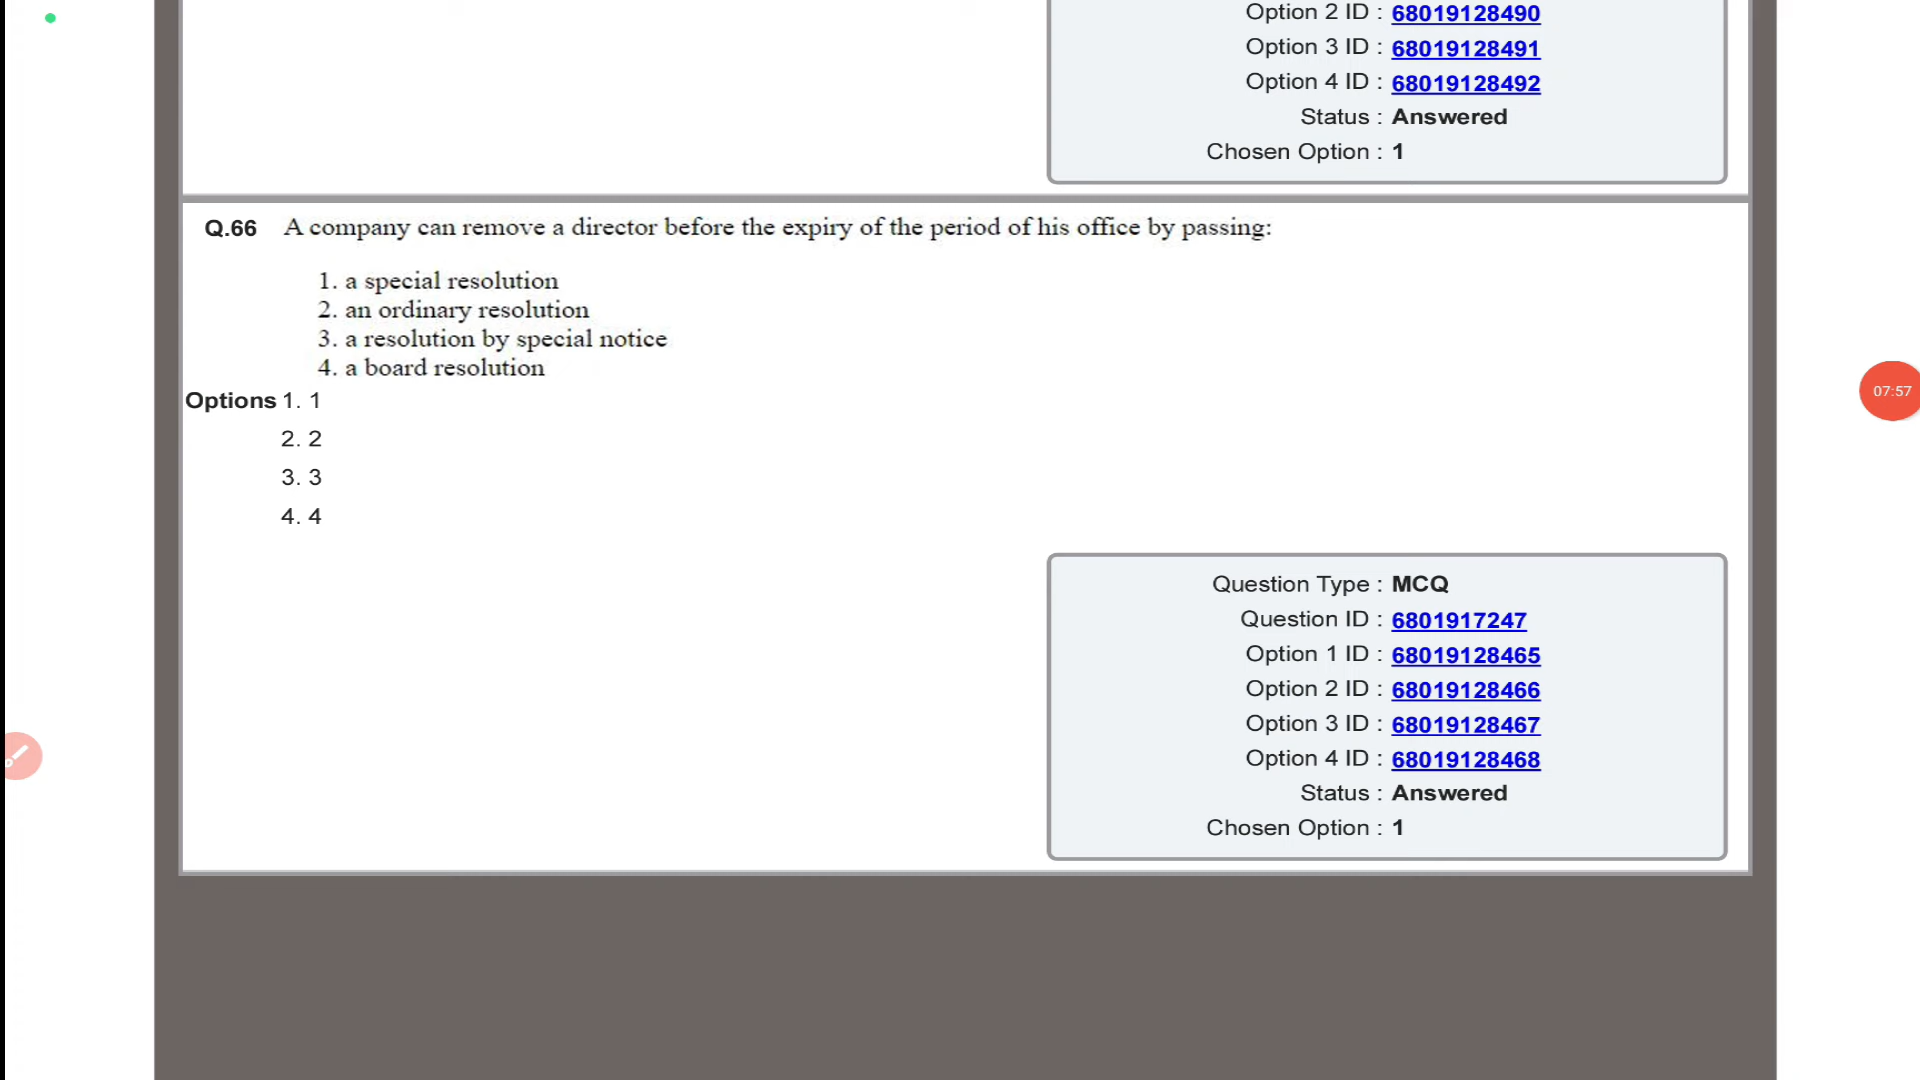 Option 2 ID : 68019128490
Option 3 ID : 68019128491
Option 4 ID : 68019128492
Status : Answered
Chosen Option : 1
Q.66 A company can remove a director before the expiry of the period of his office by passing:
1. a special resolution
2. an ordinary resolution
3. a resolution by special notice
4. a board resolution
Options 1. 1
2. 2
3. 3
4. 4
Question Type : MCQ
Question ID : 6801917247
Option 1 ID : 68019128465
Option 2 ID : 68019128466
Option 3 ID : 68019128467
Option 4 ID : 68019128468
Status : Answered
Chosen Option : 1
07:57